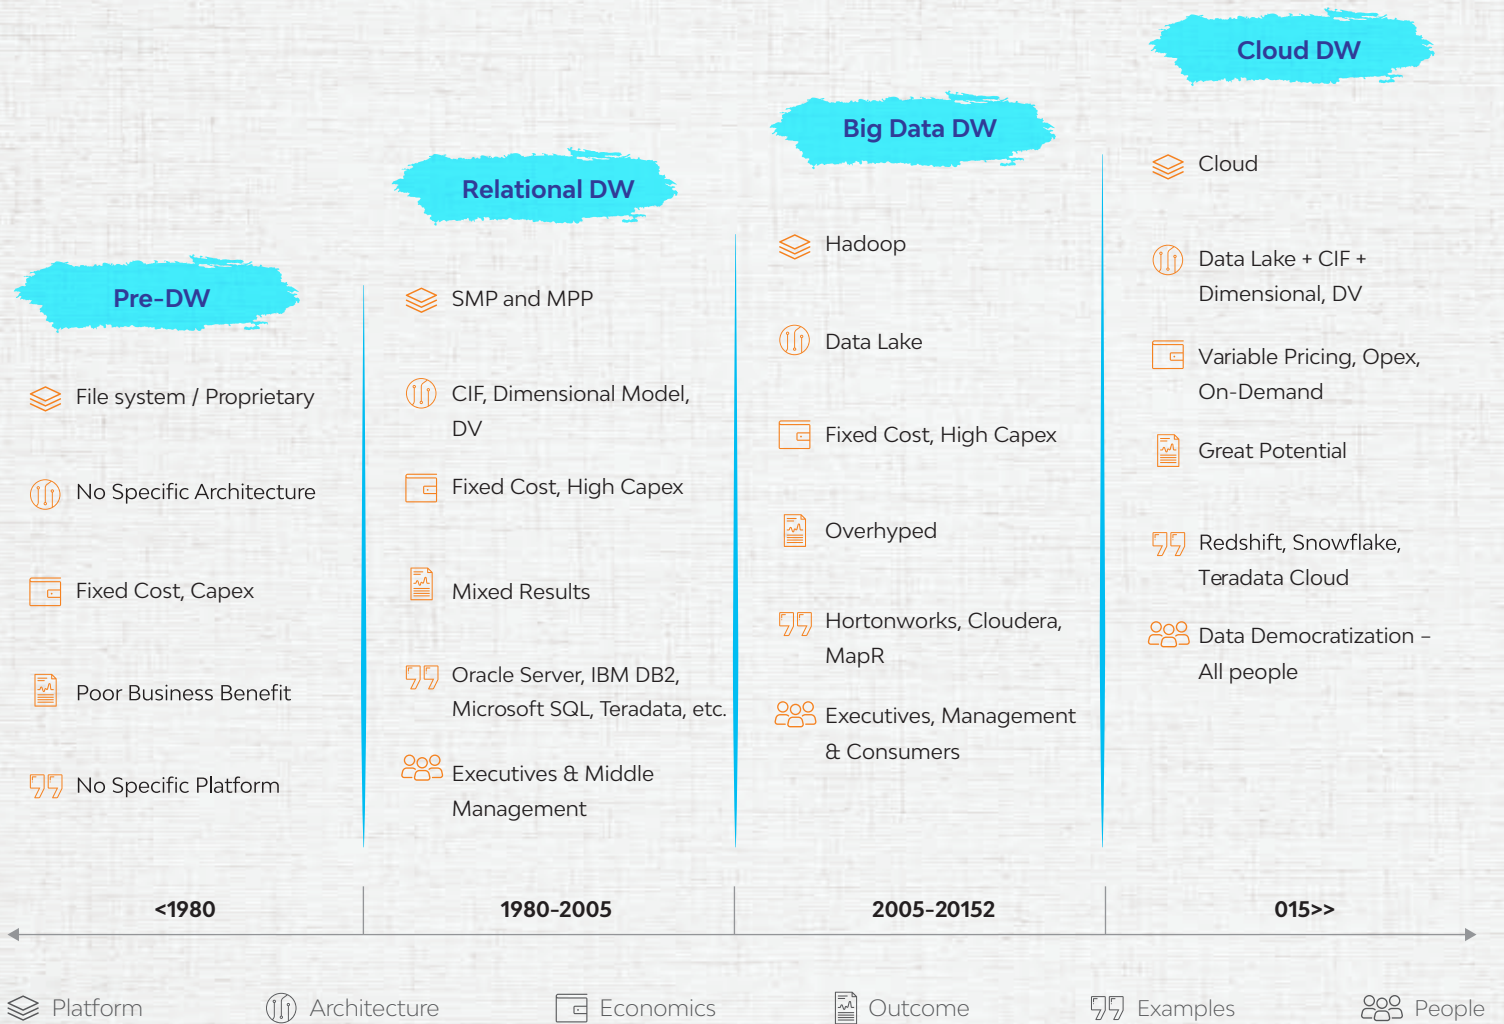 Pre-DW
File system / Proprietary
No Specific Architecture
Fixed Cost, Capex
Poor Business Benefit
No Specific Platform
Relational DW
SMP and MPP
CIF, Dimensional Model,
DV
Fixed Cost, High Capex
Mixed Results
Oracle Server, IBM DB2,
Microsoft SQL, Teradata, etc.
Executives & Middle
Management
Big Data DW
Hadoop
Data Lake
Fixed Cost, High Capex
Overhyped
Hortonworks, Cloudera,
MapR
Executives, Management
& Consumers
Cloud DW
Cloud
Data Lake + CIF +
Dimensional, DV
Variable Pricing, Opex,
On-Demand
Great Potential
Redshift, Snowflake,
Teradata Cloud
Data Democratization –
All people
<1980
1980-2005
2005-20152
015>>
Platform
Architecture
Economics
Outcome
Examples
People